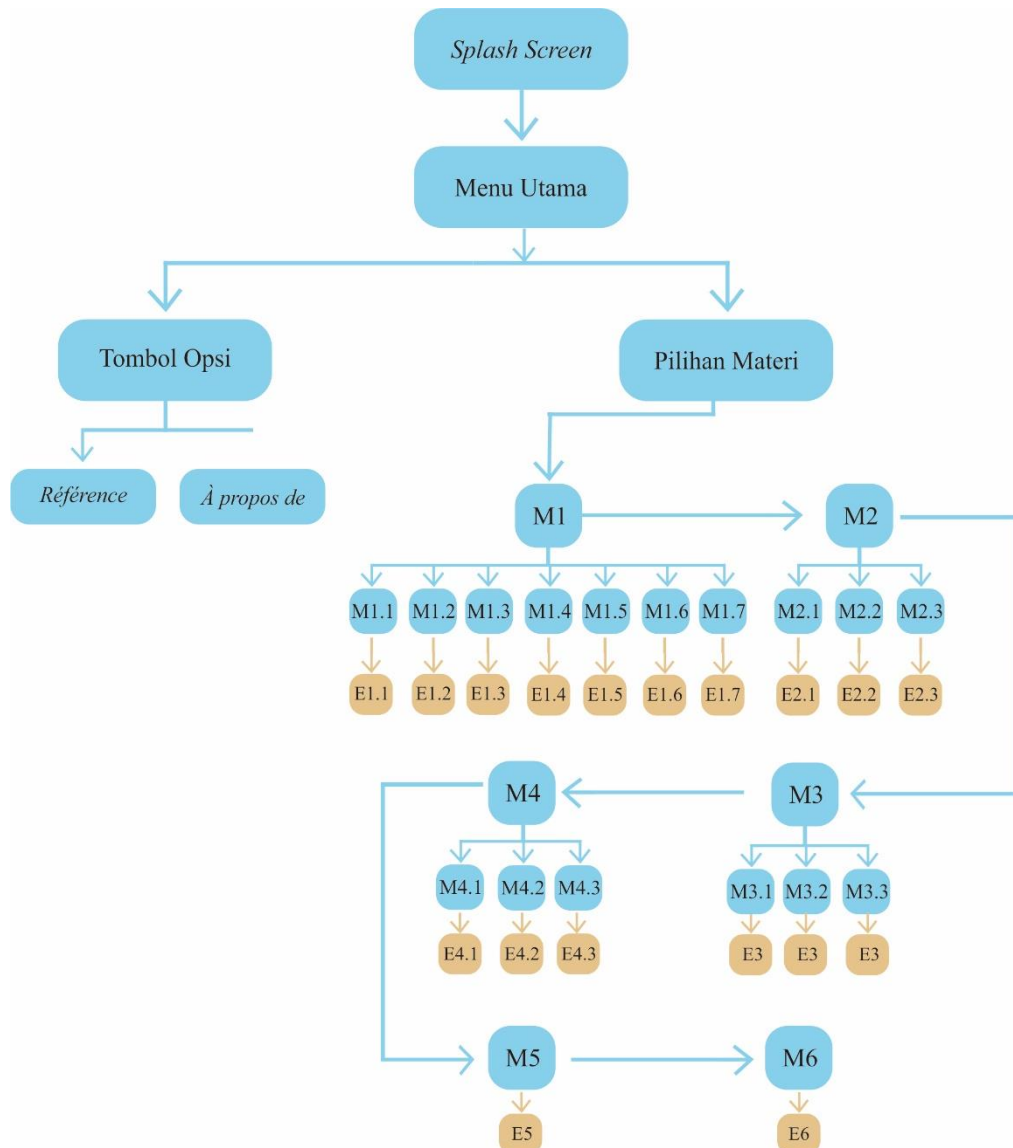 Splash Screen
Menu Utama
Tombol Opsi
Pilihan Materi
Référence
À propos de
M1
M2
M1.1
M1.2
M1.3
M1.4
M1.5
M1.6
M1.7
M2.1
M2.2
M2.3
E1.1
E1.2
E1.3
E1.4
E1.5
E1.6
E1.7
E2.1
E2.2
E2.3
M4
M3
M4.1
M4.2
M4.3
M3.1
M3.2
M3.3
E4.1
E4.2
E4.3
E3
E3
E3
M5
M6
E5
E6